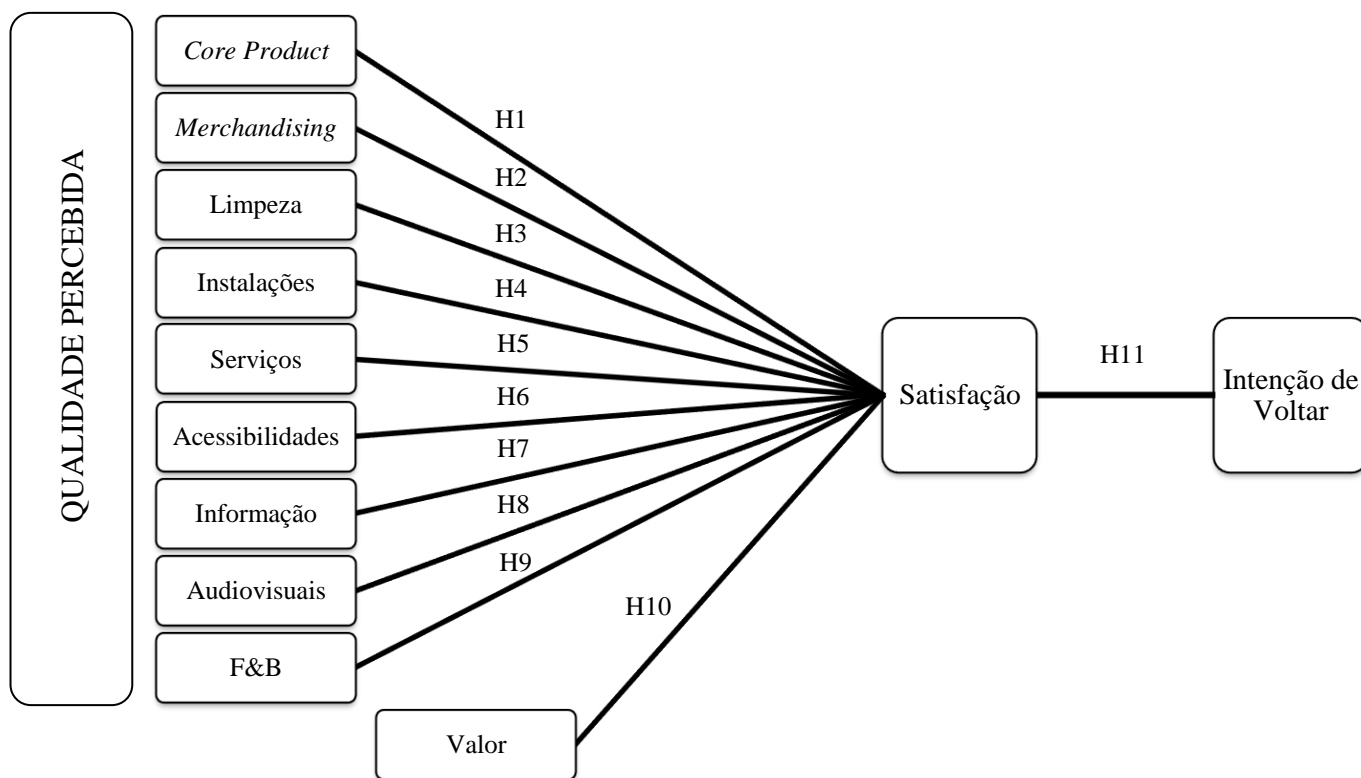 QUALIDADE PERCEBIDA
Core Product
Merchandising
Limpeza
Instalações
Serviços
Acessibilidades
Informação
Audiovisuais
F&B
Valor
H1
H2
H3
H4
H5
H6
H7
H8
H9
H10
Satisfação
H11
Intenção de
Voltar